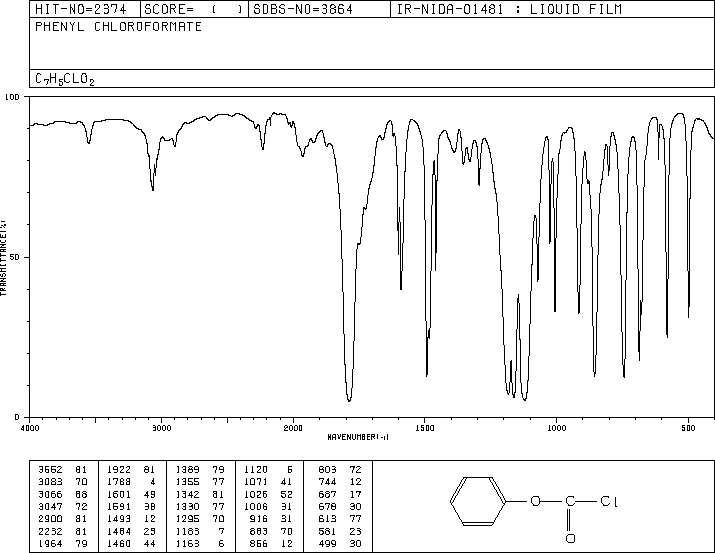 HIT-NO=2374 SCORE= ( ) SDBS-NO=3864 IR-NIDA-01481 : LIQUID FILM
PHENYL CHLOROFORMATE
C7H5CLO2
100
50
0
TRANSMITTANCE(%)
4000 3000 2000 1500 1000 500
WAVENUMBER(-1)
3552 81 1922 81 1389 79 1120 5 803 72
3083 70 1788 4 1355 77 1071 41 744 12
3066 68 1601 49 1342 81 1026 52 687 17
3047 72 1591 38 1330 77 1006 31 678 30
2900 81 1493 12 1295 70 916 31 613 77
2232 81 1484 23 1183 7 883 70 581 23
1964 79 1460 44 1163 6 856 12 499 30
O C Cl
O